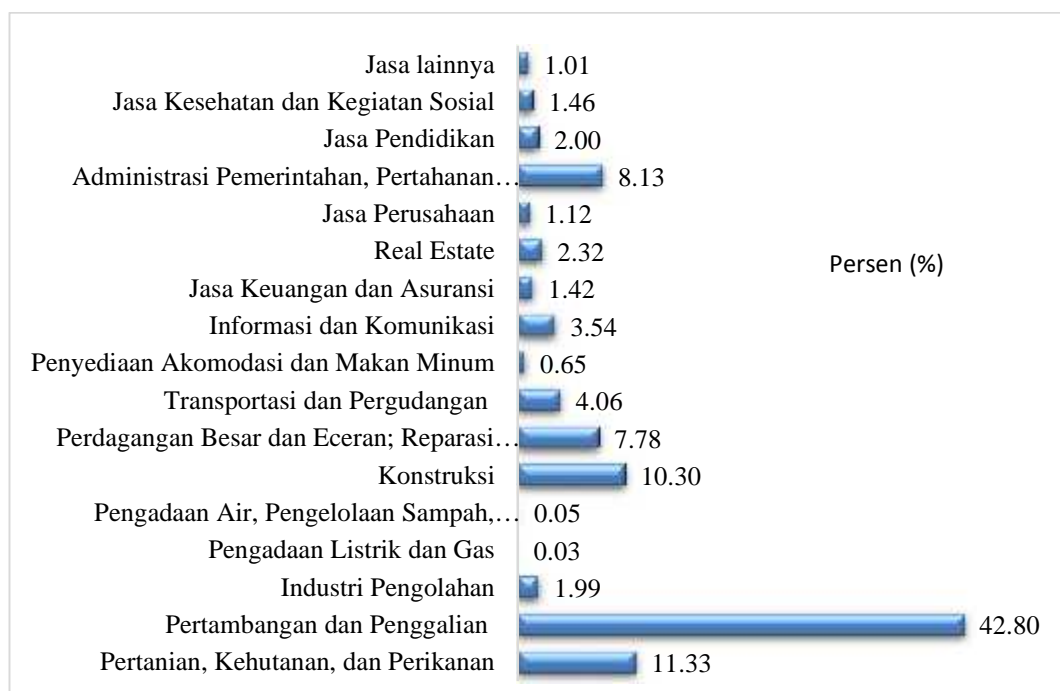 Jasa lainnya 1.01
Jasa Kesehatan dan Kegiatan Sosial 1.46
Jasa Pendidikan 2.00
Administrasi Pemerintahan, Pertahanan… 8.13
Jasa Perusahaan 1.12
Real Estate 2.32
Persen (%)
Jasa Keuangan dan Asuransi 1.42
Informasi dan Komunikasi 3.54
Penyediaan Akomodasi dan Makan Minum 0.65
Transportasi dan Pergudangan 4.06
Perdagangan Besar dan Eceran; Reparasi… 7.78
Konstruksi 10.30
Pengadaan Air, Pengelolaan Sampah,… 0.05
Pengadaan Listrik dan Gas 0.03
Industri Pengolahan 1.99
Pertambangan dan Penggalian 42.80
Pertanian, Kehutanan, dan Perikanan 11.33